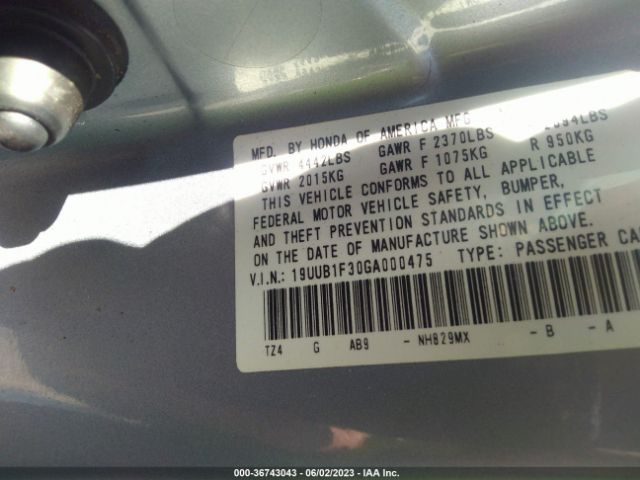 MFD. BY HONDA OF AMERICA MFG
GVWR 4442LBS GAWR F 2370LBS 2094LBS
GVWR 2015KG GAWR F 1075KG R 950KG
THIS VEHICLE CONFORMS TO ALL APPLICABLE
FEDERAL MOTOR VEHICLE SAFETY, BUMPER,
AND THEFT PREVENTION STANDARDS IN EFFECT
ON THE DATE OF MANUFACTURE SHOWN ABOVE.
V.I.N.: 19UUB1F30GA000475 TYPE: PASSENGER CA
TZ4 G AB9 - NH829MX - B - A
000-36743043 - 06/02/2023 - IAA Inc.